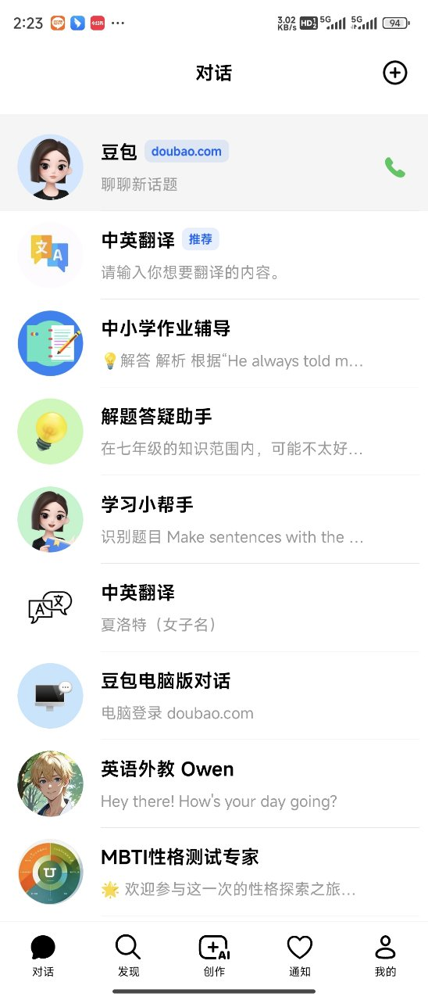 2:23
3.02 KB/s HD 1 2 5G 5G 94
对话
豆包 doubao.com
聊聊新话题
中英翻译 推荐
请输入你想要翻译的内容。
中小学作业辅导
💡解答 解析 根据“He always told m...
解题答疑助手
在七年级的知识范围内，可能不太好...
学习小帮手
识别题目 Make sentences with the ...
中英翻译
夏洛特（女子名）
豆包电脑版对话
电脑登录 doubao.com
英语外教 Owen
Hey there! How's your day going?
MBTI性格测试专家
🌟 欢迎参与这一次的性格探索之旅...
对话 发现 创作 通知 我的